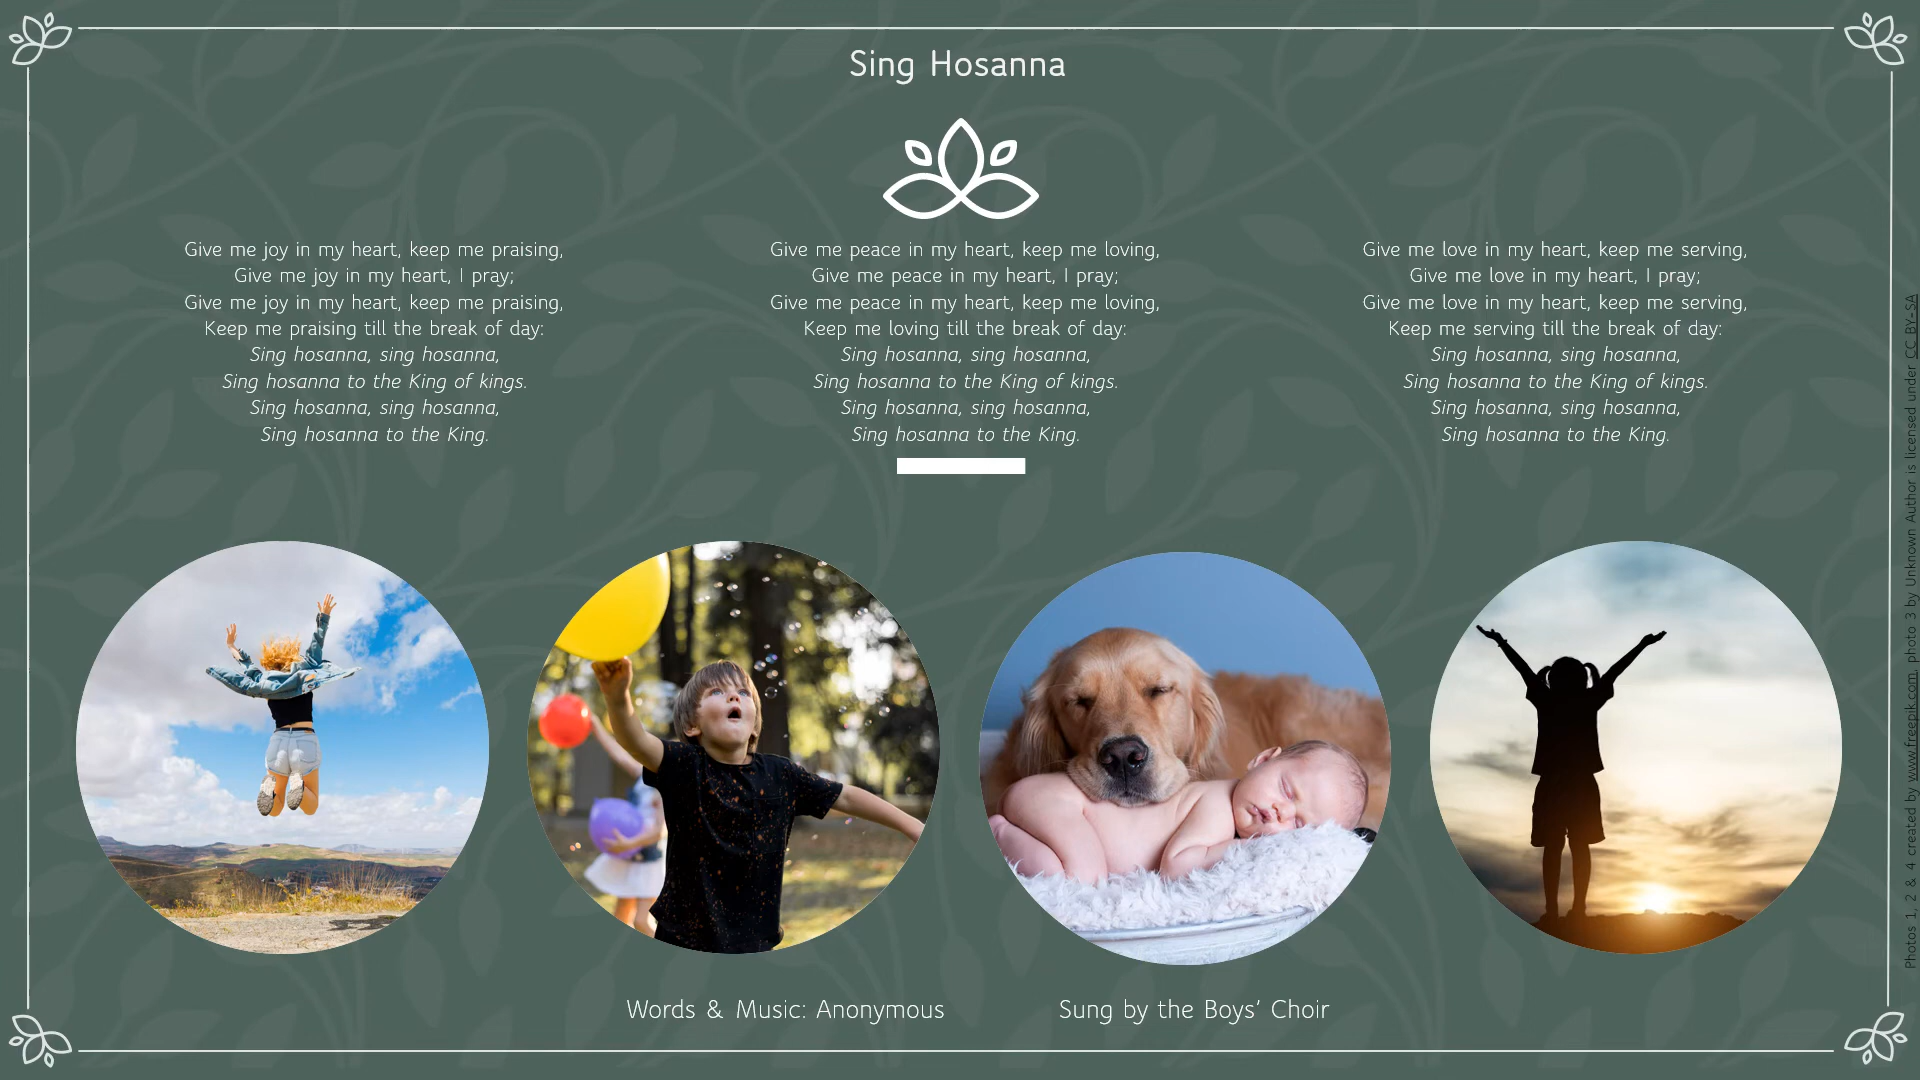 Sing Hosanna
Give me joy in my heart, keep me praising,
Give me joy in my heart, I pray;
Give me joy in my heart, keep me praising,
Keep me praising till the break of day:
Sing hosanna, sing hosanna,
Sing hosanna to the King of kings.
Sing hosanna, sing hosanna,
Sing hosanna to the King.
Give me peace in my heart, keep me loving,
Give me peace in my heart, I pray;
Give me peace in my heart, keep me loving,
Keep me loving till the break of day:
Sing hosanna, sing hosanna,
Sing hosanna to the King of kings.
Sing hosanna, sing hosanna,
Sing hosanna to the King.
Give me love in my heart, keep me serving,
Give me love in my heart, I pray;
Give me love in my heart, keep me serving,
Keep me serving till the break of day:
Sing hosanna, sing hosanna,
Sing hosanna to the King of kings.
Sing hosanna, sing hosanna,
Sing hosanna to the King.
Words & Music: Anonymous
Sung by the Boys' Choir
Photos 1, 2 & 4 created by www.freepik.com, photo 3 by Unknown Author is licensed under CC BY-SA